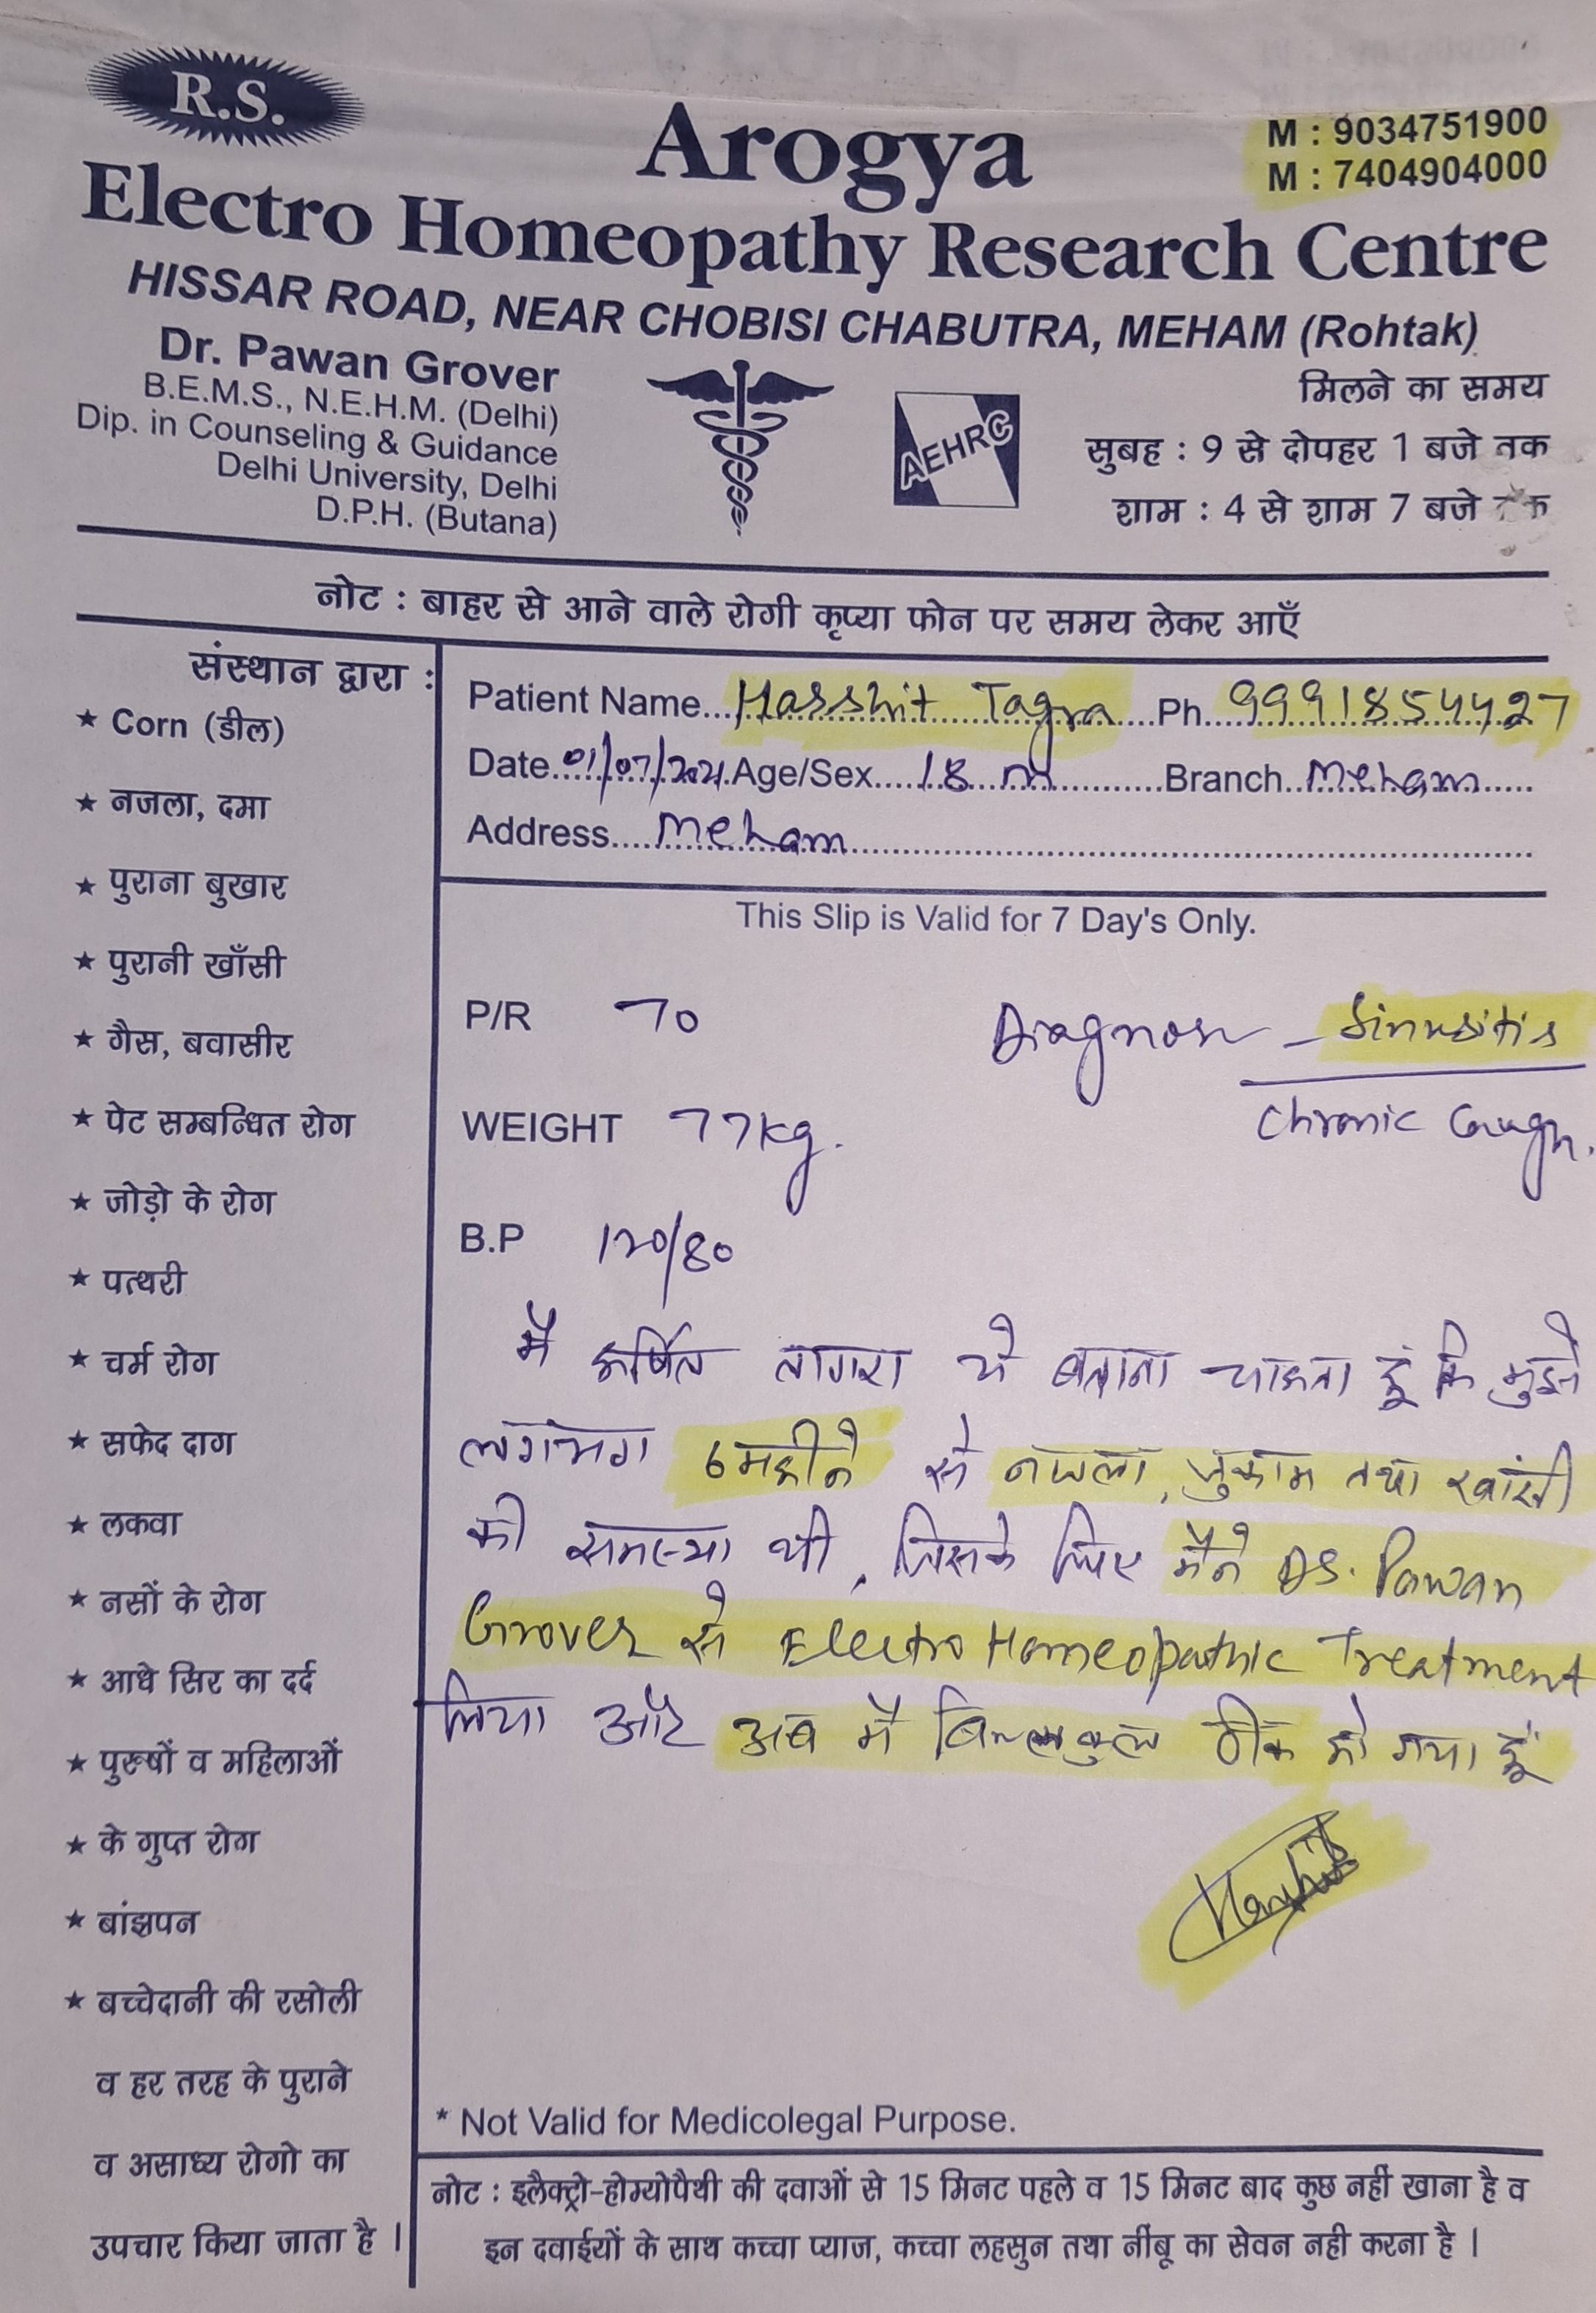 R.S.
Arogya
M : 9034751900
M : 7404904000
Electro Homeopathy Research Centre
HISSAR ROAD, NEAR CHOBISI CHABUTRA, MEHAM (Rohtak)
Dr. Pawan Grover
B.E.M.S., N.E.H.M. (Delhi)
Dip. in Counseling & Guidance
Delhi University, Delhi
D.P.H. (Butana)
AEHRC
मिलने का समय
सुबह : 9 से दोपहर 1 बजे तक
शाम : 4 से शाम 7 बजे तक
नोट : बाहर से आने वाले रोगी कृप्या फोन पर समय लेकर आएँ
संस्थान द्वारा :
★ Corn (डील)
★ नजला, दमा
★ पुराना बुखार
★ पुरानी खाँसी
★ गैस, बवासीर
★ पेट सम्बन्धित रोग
★ जोड़ो के रोग
★ पत्थरी
★ चर्म रोग
★ सफेद दाग
★ लकवा
★ नसों के रोग
★ आधे सिर का दर्द
★ पुरूषों व महिलाओं
★ के गुप्त रोग
★ बांझपन
★ बच्चेदानी की रसोली
व हर तरह के पुराने
व असाध्य रोगो का
उपचार किया जाता है ।
Patient Name Harshit Tagra Ph. 9991854427
Date 01/07/2021 Age/Sex 18 M Branch Meham
Address Meham
This Slip is Valid for 7 Day's Only.
P/R 70
Diagnosis - Sinusitis
WEIGHT 77kg.
Chronic Cough.
B.P 120/80
मै हर्षित तागरा ये बताना चाहता हूं कि मुझे
लगभग 6 महीने से नजला, जुकाम तथा खांसी
की समस्या थी, जिसके लिए मैने Dr. Pawan
Grover से Electro Homeopathic Treatment
लिया और अब मै बिल्कुल ठीक हो गया हूं
Harshit
* Not Valid for Medicolegal Purpose.
नोट : इलैक्ट्रो-होम्योपैथी की दवाओं से 15 मिनट पहले व 15 मिनट बाद कुछ नहीं खाना है व
इन दवाईयों के साथ कच्चा प्याज, कच्चा लहसुन तथा नींबू का सेवन नही करना है ।